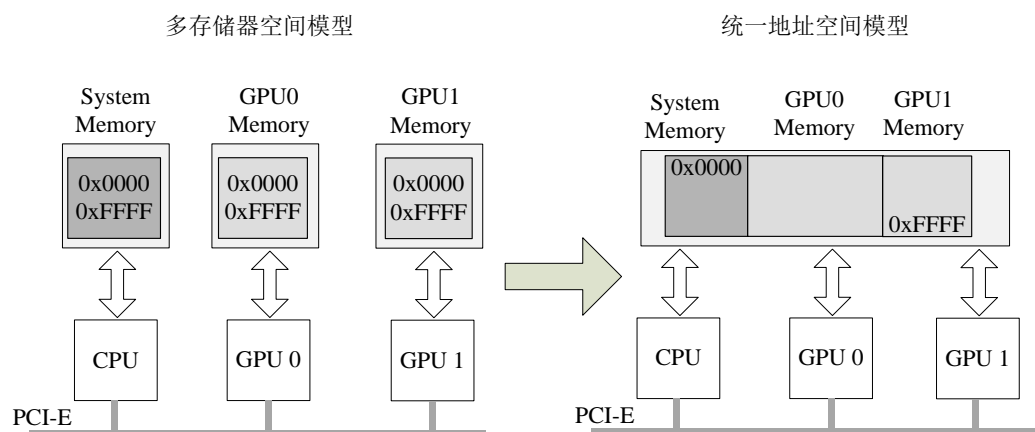 多存储器空间模型
统一地址空间模型
System
Memory
GPU0
Memory
GPU1
Memory
0x0000
0xFFFF
0x0000
0xFFFF
0x0000
0xFFFF
CPU
GPU 0
GPU 1
PCI-E
System
Memory
GPU0
Memory
GPU1
Memory
0x0000
0xFFFF
CPU
GPU 0
GPU 1
PCI-E